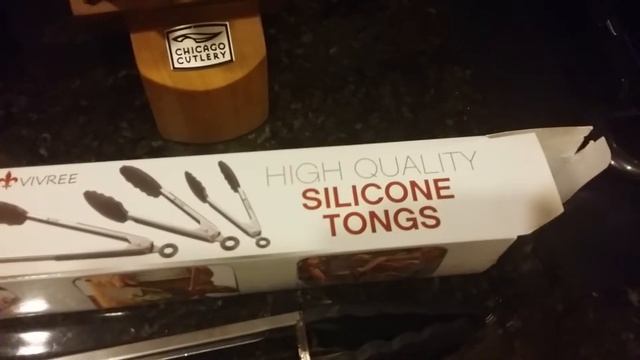 CHICAGO
CUTLERY
VIVREE
HIGH QUALITY
SILICONE
TONGS